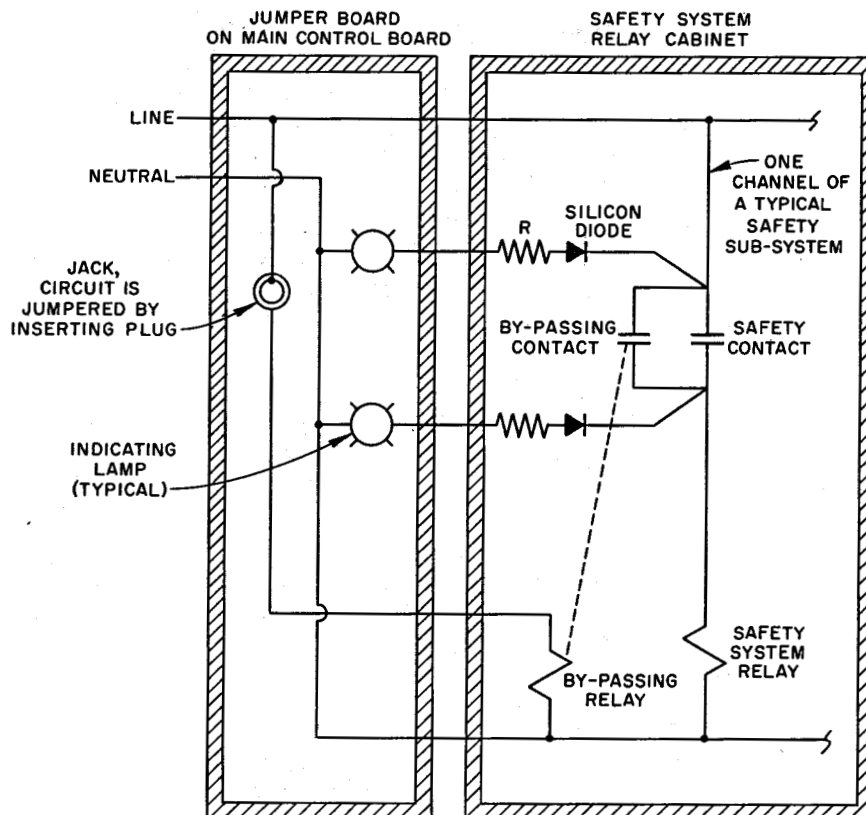 JUMPER BOARD
ON MAIN CONTROL BOARD
SAFETY SYSTEM
RELAY CABINET
LINE
NEUTRAL
ONE
CHANNEL OF
A TYPICAL
SAFETY
SUB-SYSTEM
R
SILICON
DIODE
JACK,
CIRCUIT IS
JUMPERED BY
INSERTING PLUG
BY-PASSING
CONTACT
SAFETY
CONTACT
INDICATING
LAMP
(TYPICAL)
BY-PASSING
RELAY
SAFETY
SYSTEM
RELAY